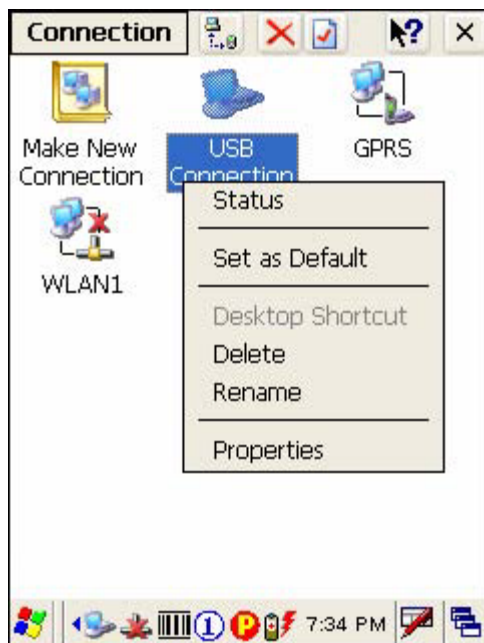 Connection
?
Make New
Connection
USB
Connection
GPRS
WLAN1
Status
Set as Default
Desktop Shortcut
Delete
Rename
Properties
1
P
7:34 PM